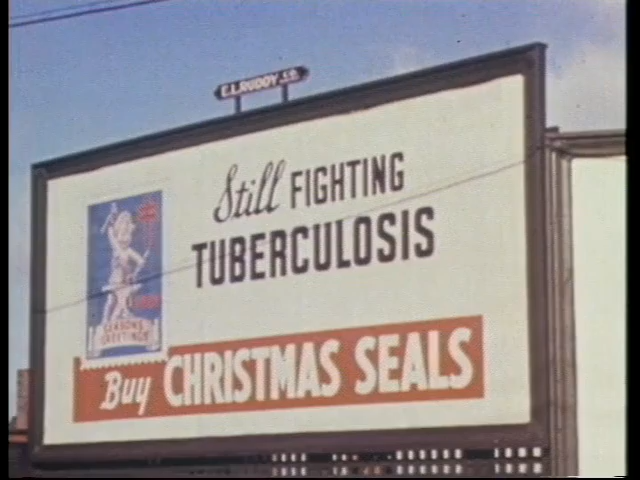 E.L.RUDDY CO.
Still FIGHTING
TUBERCULOSIS
SEASONS
GREETINGS
Buy CHRISTMAS SEALS